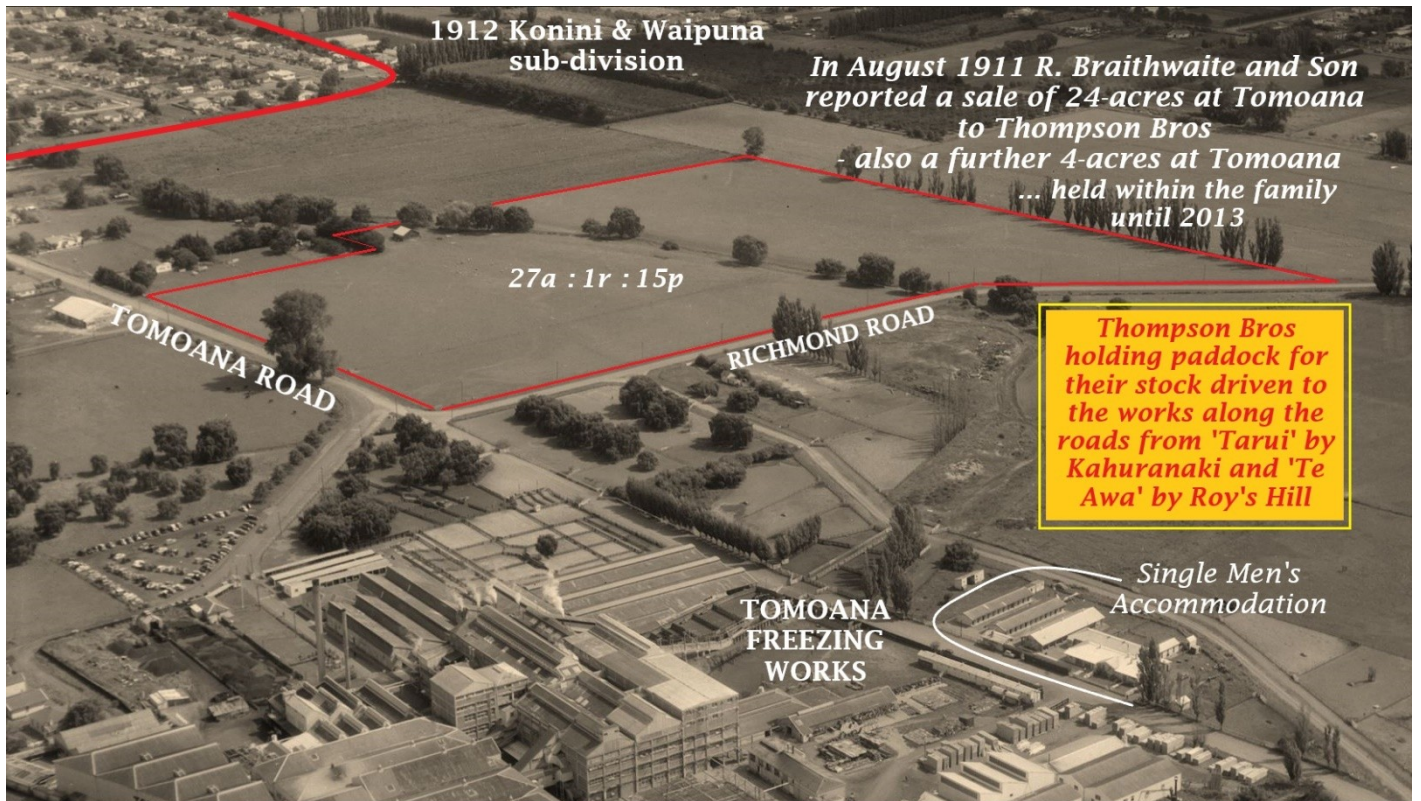 1912 Konini & Waipuna
sub-division
In August 1911 R. Braithwaite and Son
reported a sale of 24-acres at Tomoana
to Thompson Bros
- also a further 4-acres at Tomoana
... held within the family
until 2013
27a : 1r : 15p
TOMOANA ROAD
RICHMOND ROAD
Thompson Bros
holding paddock for
their stock driven to
the works along the
roads from 'Tarui' by
Kahuranaki and 'Te
Awa' by Roy's Hill
Single Men's
Accommodation
TOMOANA
FREEZING
WORKS